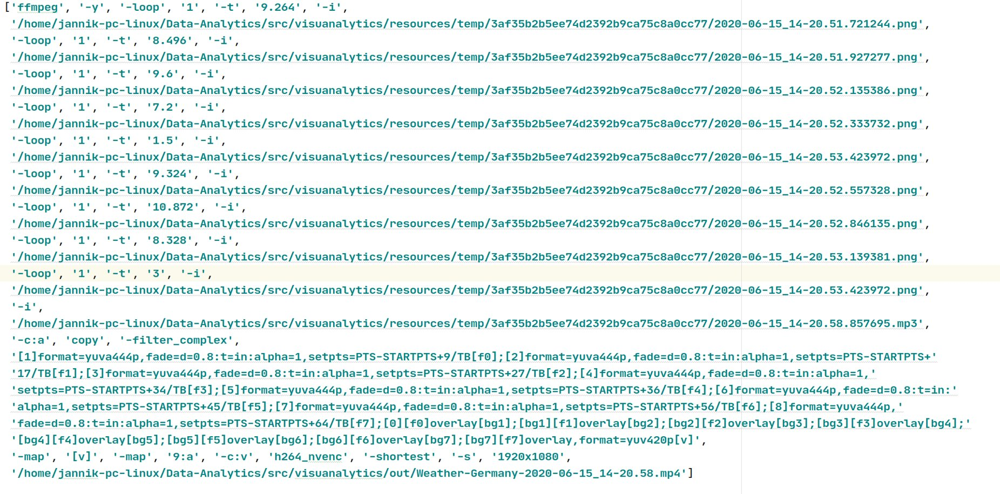 ['ffmpeg', '-y', '-loop', '1', '-t', '9.264', '-i',
'/home/jannik-pc-linux/Data-Analytics/src/visuanalytics/resources/temp/3af35b2b5ee74d2392b9ca75c8a0cc77/2020-06-15_14-20.51.721244.png',
'-loop', '1', '-t', '8.496', '-i',
'/home/jannik-pc-linux/Data-Analytics/src/visuanalytics/resources/temp/3af35b2b5ee74d2392b9ca75c8a0cc77/2020-06-15_14-20.51.927277.png',
'-loop', '1', '-t', '9.6', '-i',
'/home/jannik-pc-linux/Data-Analytics/src/visuanalytics/resources/temp/3af35b2b5ee74d2392b9ca75c8a0cc77/2020-06-15_14-20.52.135386.png',
'-loop', '1', '-t', '7.2', '-i',
'/home/jannik-pc-linux/Data-Analytics/src/visuanalytics/resources/temp/3af35b2b5ee74d2392b9ca75c8a0cc77/2020-06-15_14-20.52.333732.png',
'-loop', '1', '-t', '1.5', '-i',
'/home/jannik-pc-linux/Data-Analytics/src/visuanalytics/resources/temp/3af35b2b5ee74d2392b9ca75c8a0cc77/2020-06-15_14-20.53.423972.png',
'-loop', '1', '-t', '9.324', '-i',
'/home/jannik-pc-linux/Data-Analytics/src/visuanalytics/resources/temp/3af35b2b5ee74d2392b9ca75c8a0cc77/2020-06-15_14-20.52.557328.png',
'-loop', '1', '-t', '10.872', '-i',
'/home/jannik-pc-linux/Data-Analytics/src/visuanalytics/resources/temp/3af35b2b5ee74d2392b9ca75c8a0cc77/2020-06-15_14-20.52.846135.png',
'-loop', '1', '-t', '8.328', '-i',
'/home/jannik-pc-linux/Data-Analytics/src/visuanalytics/resources/temp/3af35b2b5ee74d2392b9ca75c8a0cc77/2020-06-15_14-20.53.139381.png',
'-loop', '1', '-t', '3', '-i',
'/home/jannik-pc-linux/Data-Analytics/src/visuanalytics/resources/temp/3af35b2b5ee74d2392b9ca75c8a0cc77/2020-06-15_14-20.53.423972.png',
'-i',
'/home/jannik-pc-linux/Data-Analytics/src/visuanalytics/resources/temp/3af35b2b5ee74d2392b9ca75c8a0cc77/2020-06-15_14-20.58.857695.mp3',
'-c:a', 'copy', '-filter_complex',
'[1]format=yuva444p,fade=d=0.8:t=in:alpha=1,setpts=PTS-STARTPTS+9/TB[f0];[2]format=yuva444p,fade=d=0.8:t=in:alpha=1,setpts=PTS-STARTPTS+'
'17/TB[f1];[3]format=yuva444p,fade=d=0.8:t=in:alpha=1,setpts=PTS-STARTPTS+27/TB[f2];[4]format=yuva444p,fade=d=0.8:t=in:alpha=1,'
'setpts=PTS-STARTPTS+34/TB[f3];[5]format=yuva444p,fade=d=0.8:t=in:alpha=1,setpts=PTS-STARTPTS+36/TB[f4];[6]format=yuva444p,fade=d=0.8:t=in:'
'alpha=1,setpts=PTS-STARTPTS+45/TB[f5];[7]format=yuva444p,fade=d=0.8:t=in:alpha=1,setpts=PTS-STARTPTS+56/TB[f6];[8]format=yuva444p,'
'fade=d=0.8:t=in:alpha=1,setpts=PTS-STARTPTS+64/TB[f7];[0][f0]overlay[bg1];[bg1][f1]overlay[bg2];[bg2][f2]overlay[bg3];[bg3][f3]overlay[bg4];'
'[bg4][f4]overlay[bg5];[bg5][f5]overlay[bg6];[bg6][f6]overlay[bg7];[bg7][f7]overlay,format=yuv420p[v]',
'-map', '[v]', '-map', '9:a', '-c:v', 'h264_nvenc', '-shortest', '-s', '1920x1080',
'/home/jannik-pc-linux/Data-Analytics/src/visuanalytics/out/Weather-Germany-2020-06-15_14-20.58.mp4']